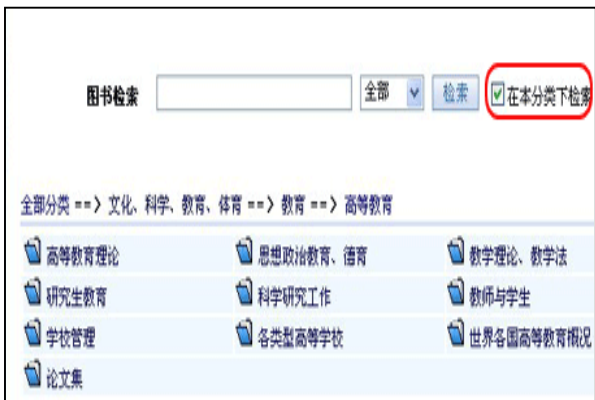 图书检索 全部 检索 在本分类下检索
全部分类 ==> 文化、科学、教育、体育 ==> 教育 ==> 高等教育
高等教育理论 思想政治教育、德育 教学理论、教学法
研究生教育 科学研究工作 教师与学生
学校管理 各类型高等学校 世界各国高等教育概况
论文集